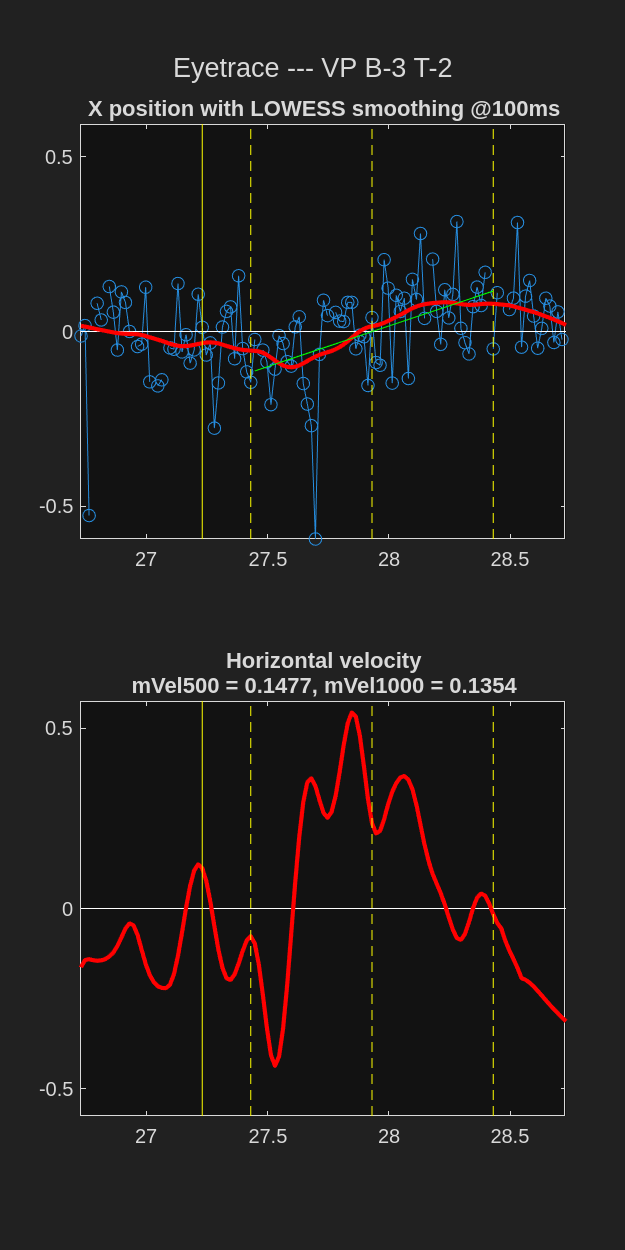 Eyetrace --- VP B-3 T-2
X position with LOWESS smoothing @100ms
0.5
0
-0.5
27 27.5 28 28.5
Horizontal velocity
mVel500 = 0.1477, mVel1000 = 0.1354
0.5
0
-0.5
27 27.5 28 28.5